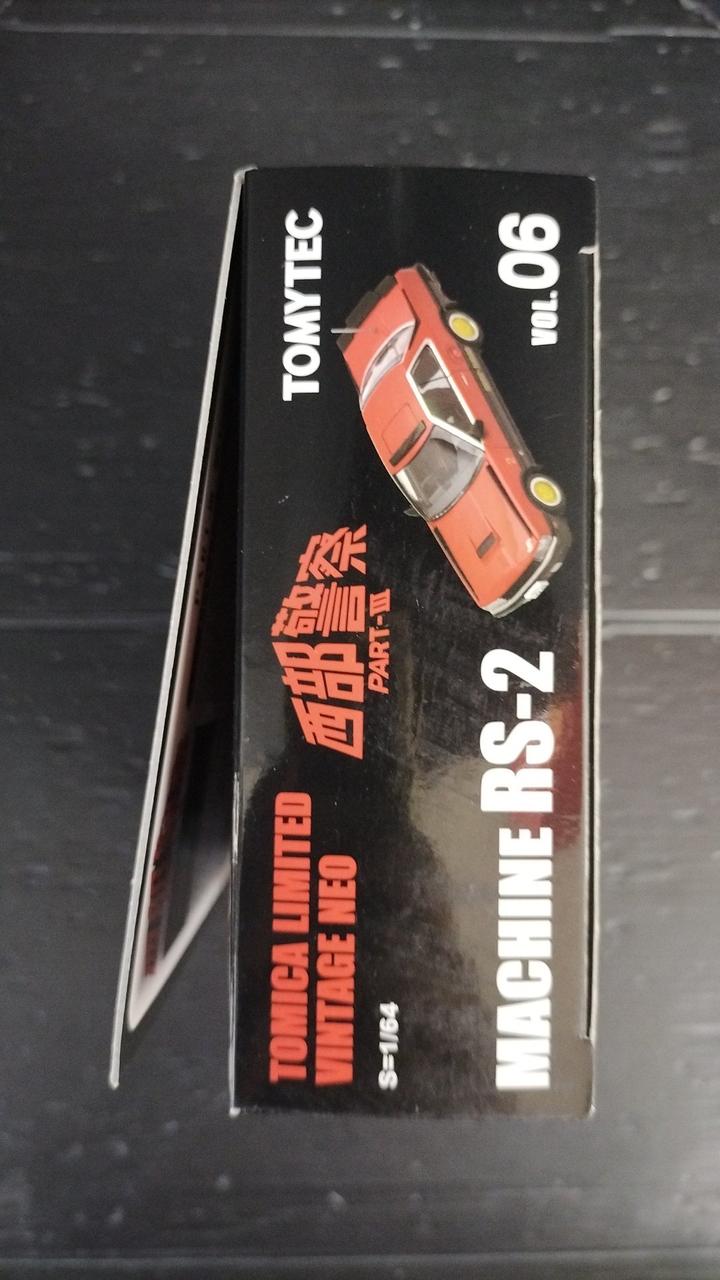 TOMICA LIMITED
VINTAGE NEO
S=1/64
西部警察
PART-III
TOMYTEC
MACHINE RS-2
VOL.06